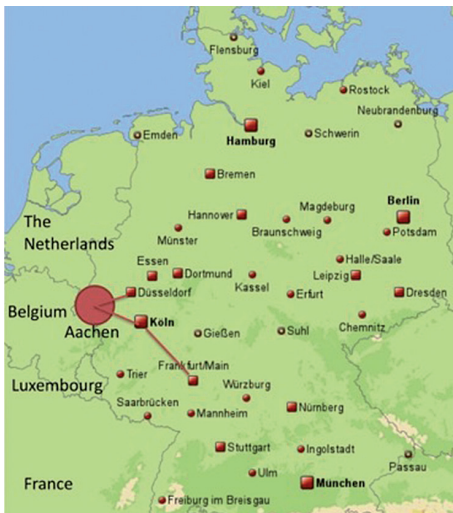 Flensburg
Kiel
Rostock
Neubrandenburg
Emden
Hamburg
Schwerin
Bremen
Hannover
Magdeburg
Berlin
The
Netherlands
Münster
Braunschweig
Potsdam
Essen
Dortmund
Kassel
Halle/Saale
Leipzig
Düsseldorf
Erfurt
Dresden
Belgium
Aachen
Köln
Gießen
Suhl
Chemnitz
Luxembourg
Trier
Frankfurt/Main
Würzburg
Saarbrücken
Mannheim
Nürnberg
Stuttgart
Ingolstadt
Passau
France
Ulm
München
Freiburg im Breisgau